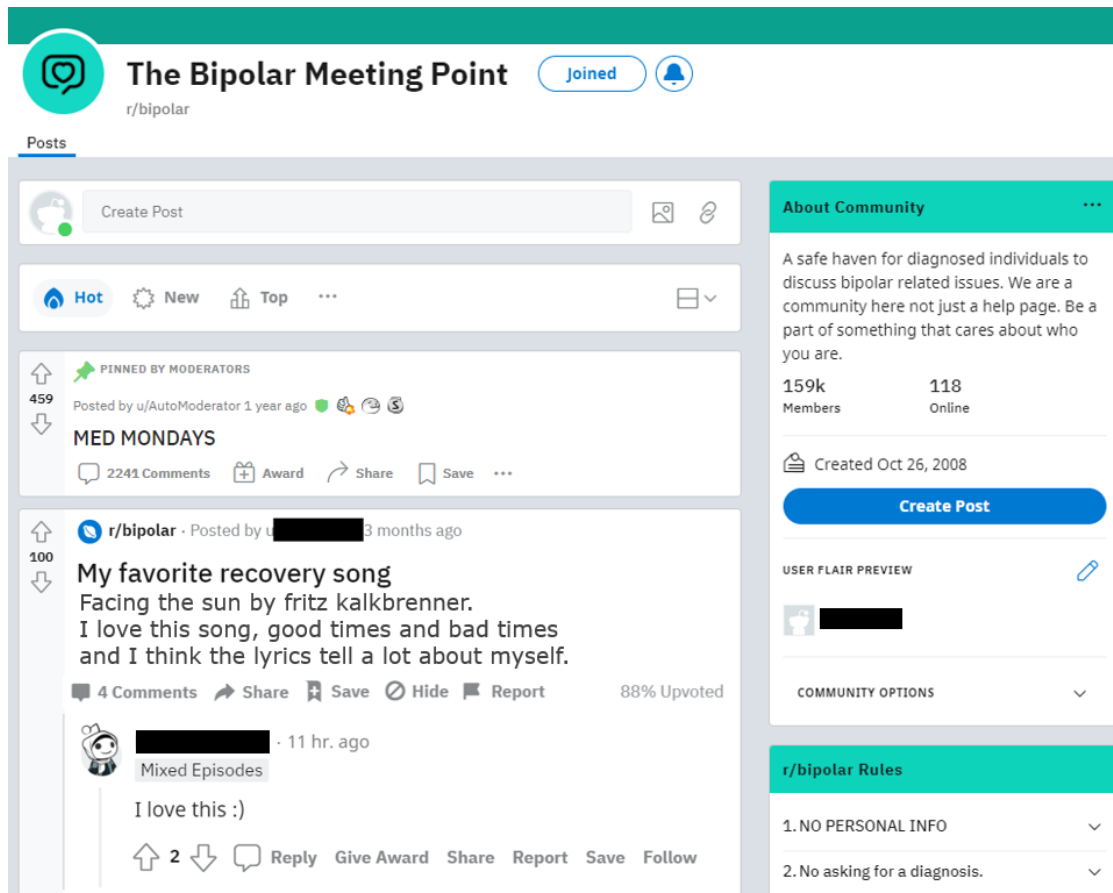 The Bipolar Meeting Point
Joined
r/bipolar
Posts
Create Post
Hot
New
Top
PINNED BY MODERATORS
459
Posted by u/AutoModerator 1 year ago
MED MONDAYS
2241 Comments
Award
Share
Save
r/bipolar · Posted by u 3 months ago
100
My favorite recovery song
Facing the sun by fritz kalkbrenner.
I love this song, good times and bad times
and I think the lyrics tell a lot about myself.
4 Comments
Share
Save
Hide
Report
88% Upvoted
· 11 hr. ago
Mixed Episodes
I love this :)
2
Reply
Give Award
Share
Report
Save
Follow
About Community
A safe haven for diagnosed individuals to
discuss bipolar related issues. We are a
community here not just a help page. Be a
part of something that cares about who
you are.
159k
118
Members
Online
Created Oct 26, 2008
Create Post
USER FLAIR PREVIEW
COMMUNITY OPTIONS
r/bipolar Rules
1. NO PERSONAL INFO
2. No asking for a diagnosis.